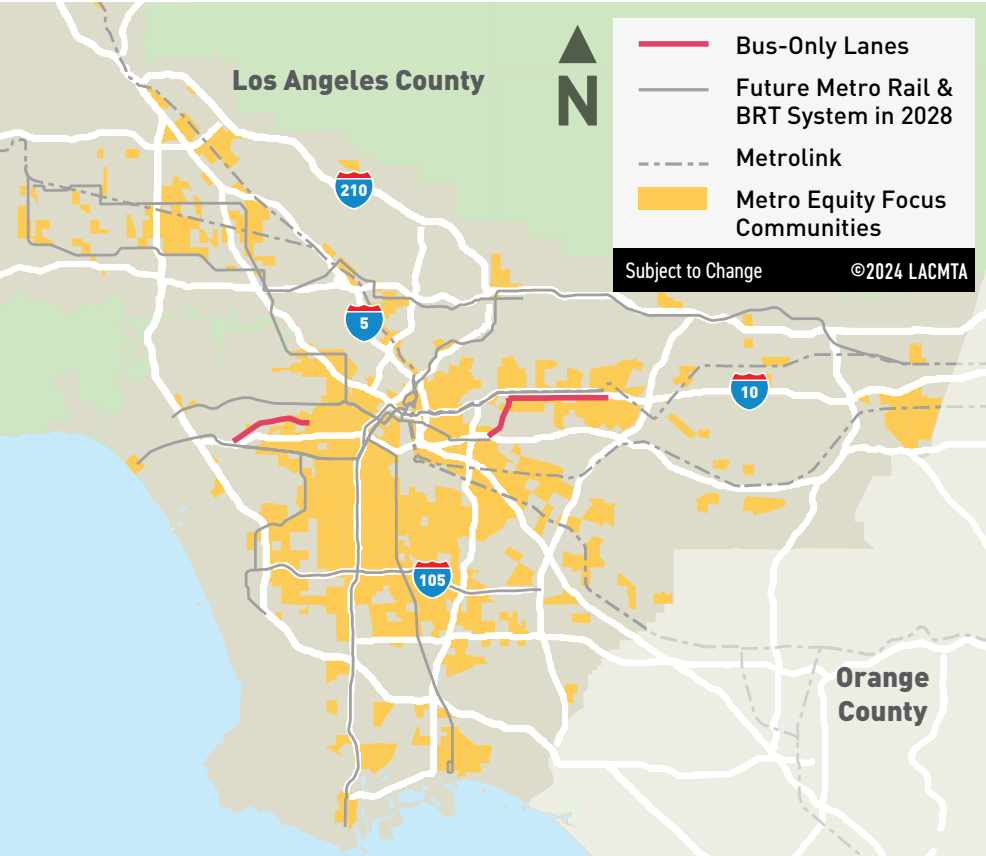 Los Angeles County
N
Bus-Only Lanes
Future Metro Rail &
BRT System in 2028
Metrolink
Metro Equity Focus
Communities
Subject to Change ©2024 LACMTA
210
5
10
105
Orange
County